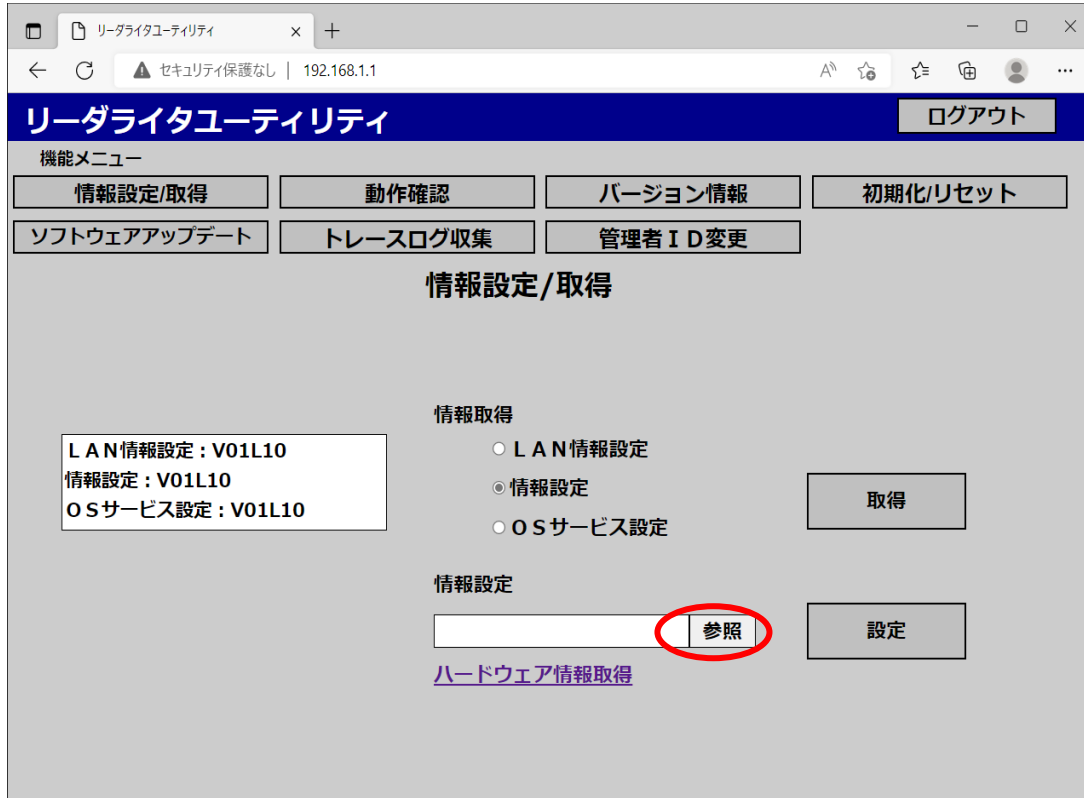 リーダライタユーティリティ
セキュリティ保護なし | 192.168.1.1
リーダライタユーティリティ ログアウト
機能メニュー
情報設定/取得 動作確認 バージョン情報 初期化/リセット
ソフトウェアアップデート トレースログ収集 管理者ＩＤ変更
情報設定/取得
情報取得
ＬＡＮ情報設定：V01L10
情報設定：V01L10
ＯＳサービス設定：V01L10
ＬＡＮ情報設定
情報設定
ＯＳサービス設定
取得
情報設定
参照
設定
ハードウェア情報取得